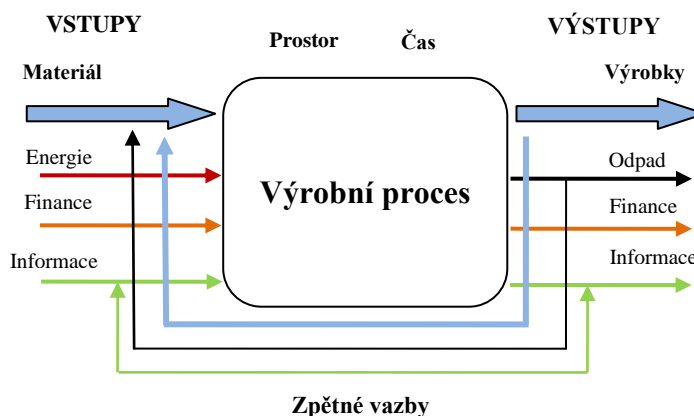 VSTUPY
Prostor
Čas
VÝSTUPY
Materiál
Výrobky
Energie
Odpad
Výrobní proces
Finance
Finance
Informace
Informace
Zpětné vazby